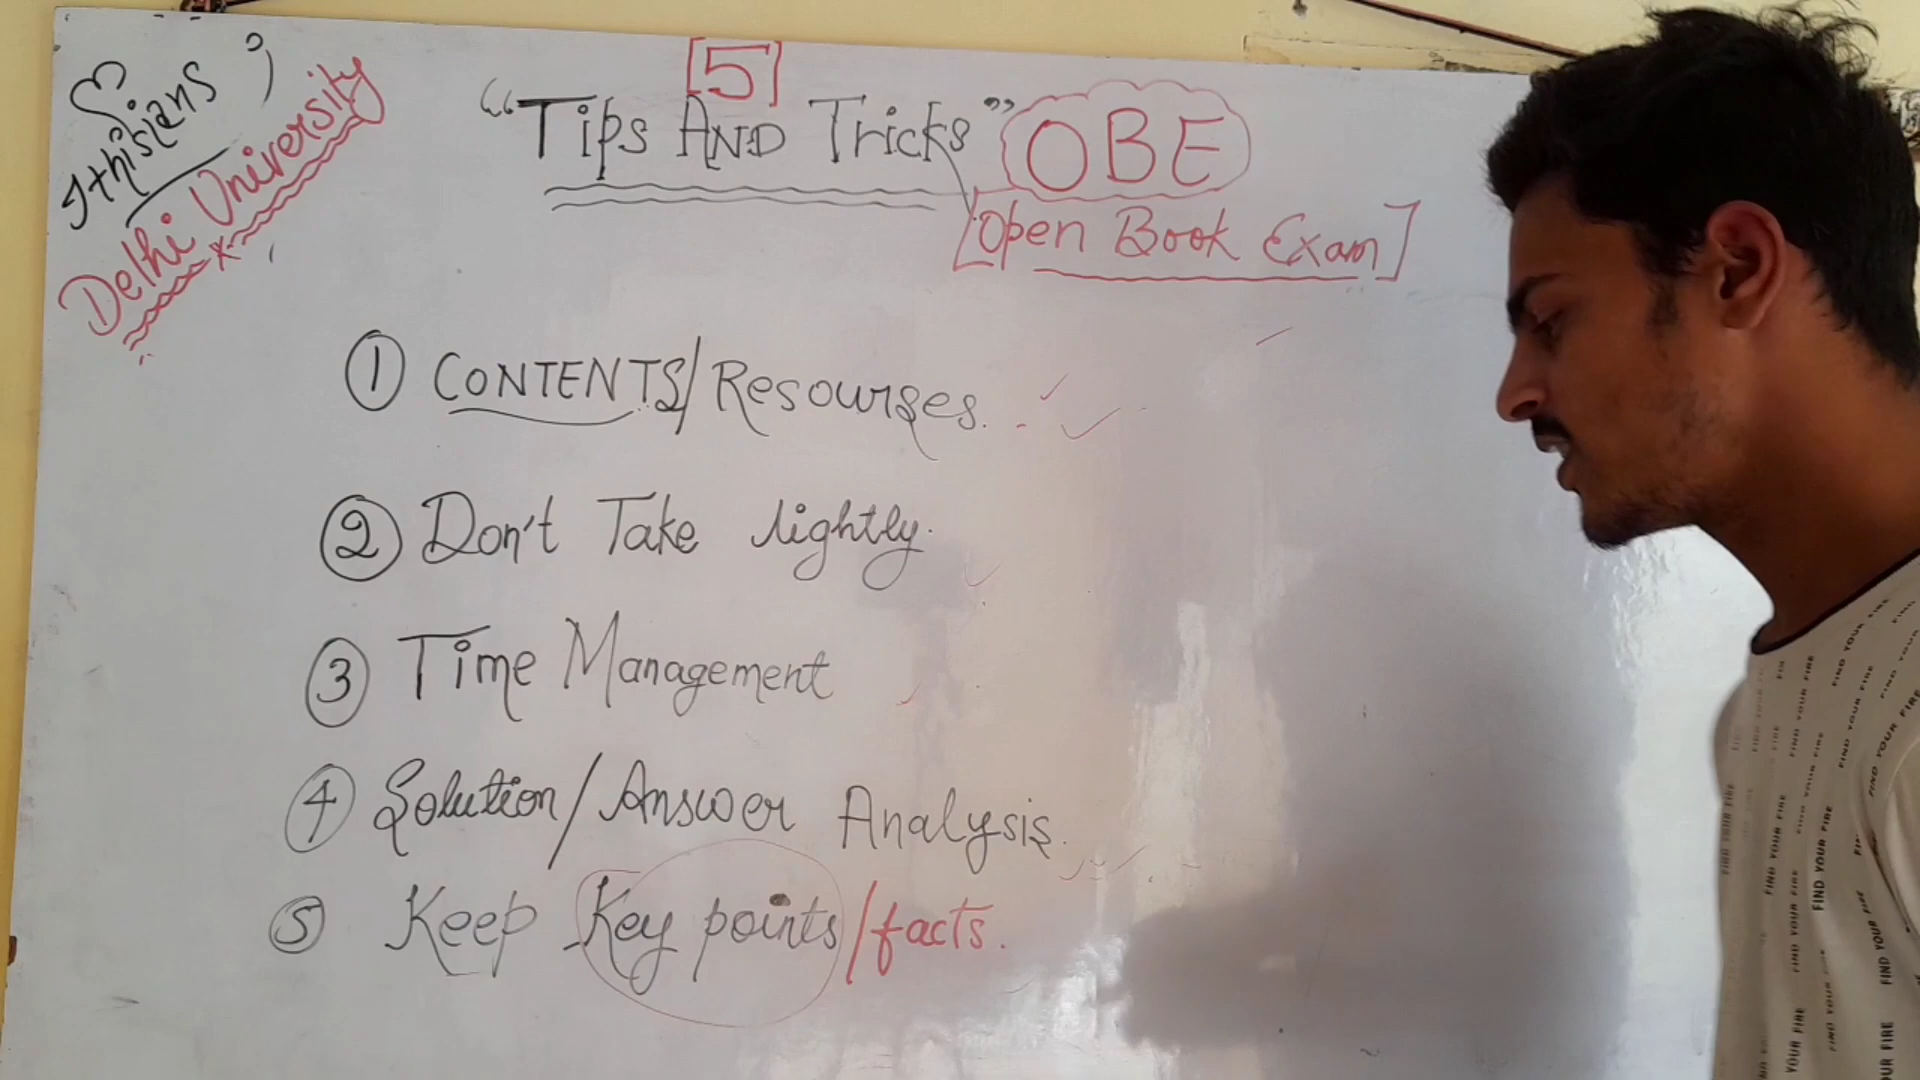 Ithisians
Delhi University
[5]
"Tips AND Tricks" OBE
[Open Book Exam]
① CONTENTS/Resourses.
② Don't Take lightly.
③ Time Management
④ Solution/Answer Analysis.
⑤ Keep Key points/facts.
FIND YOUR FIRE